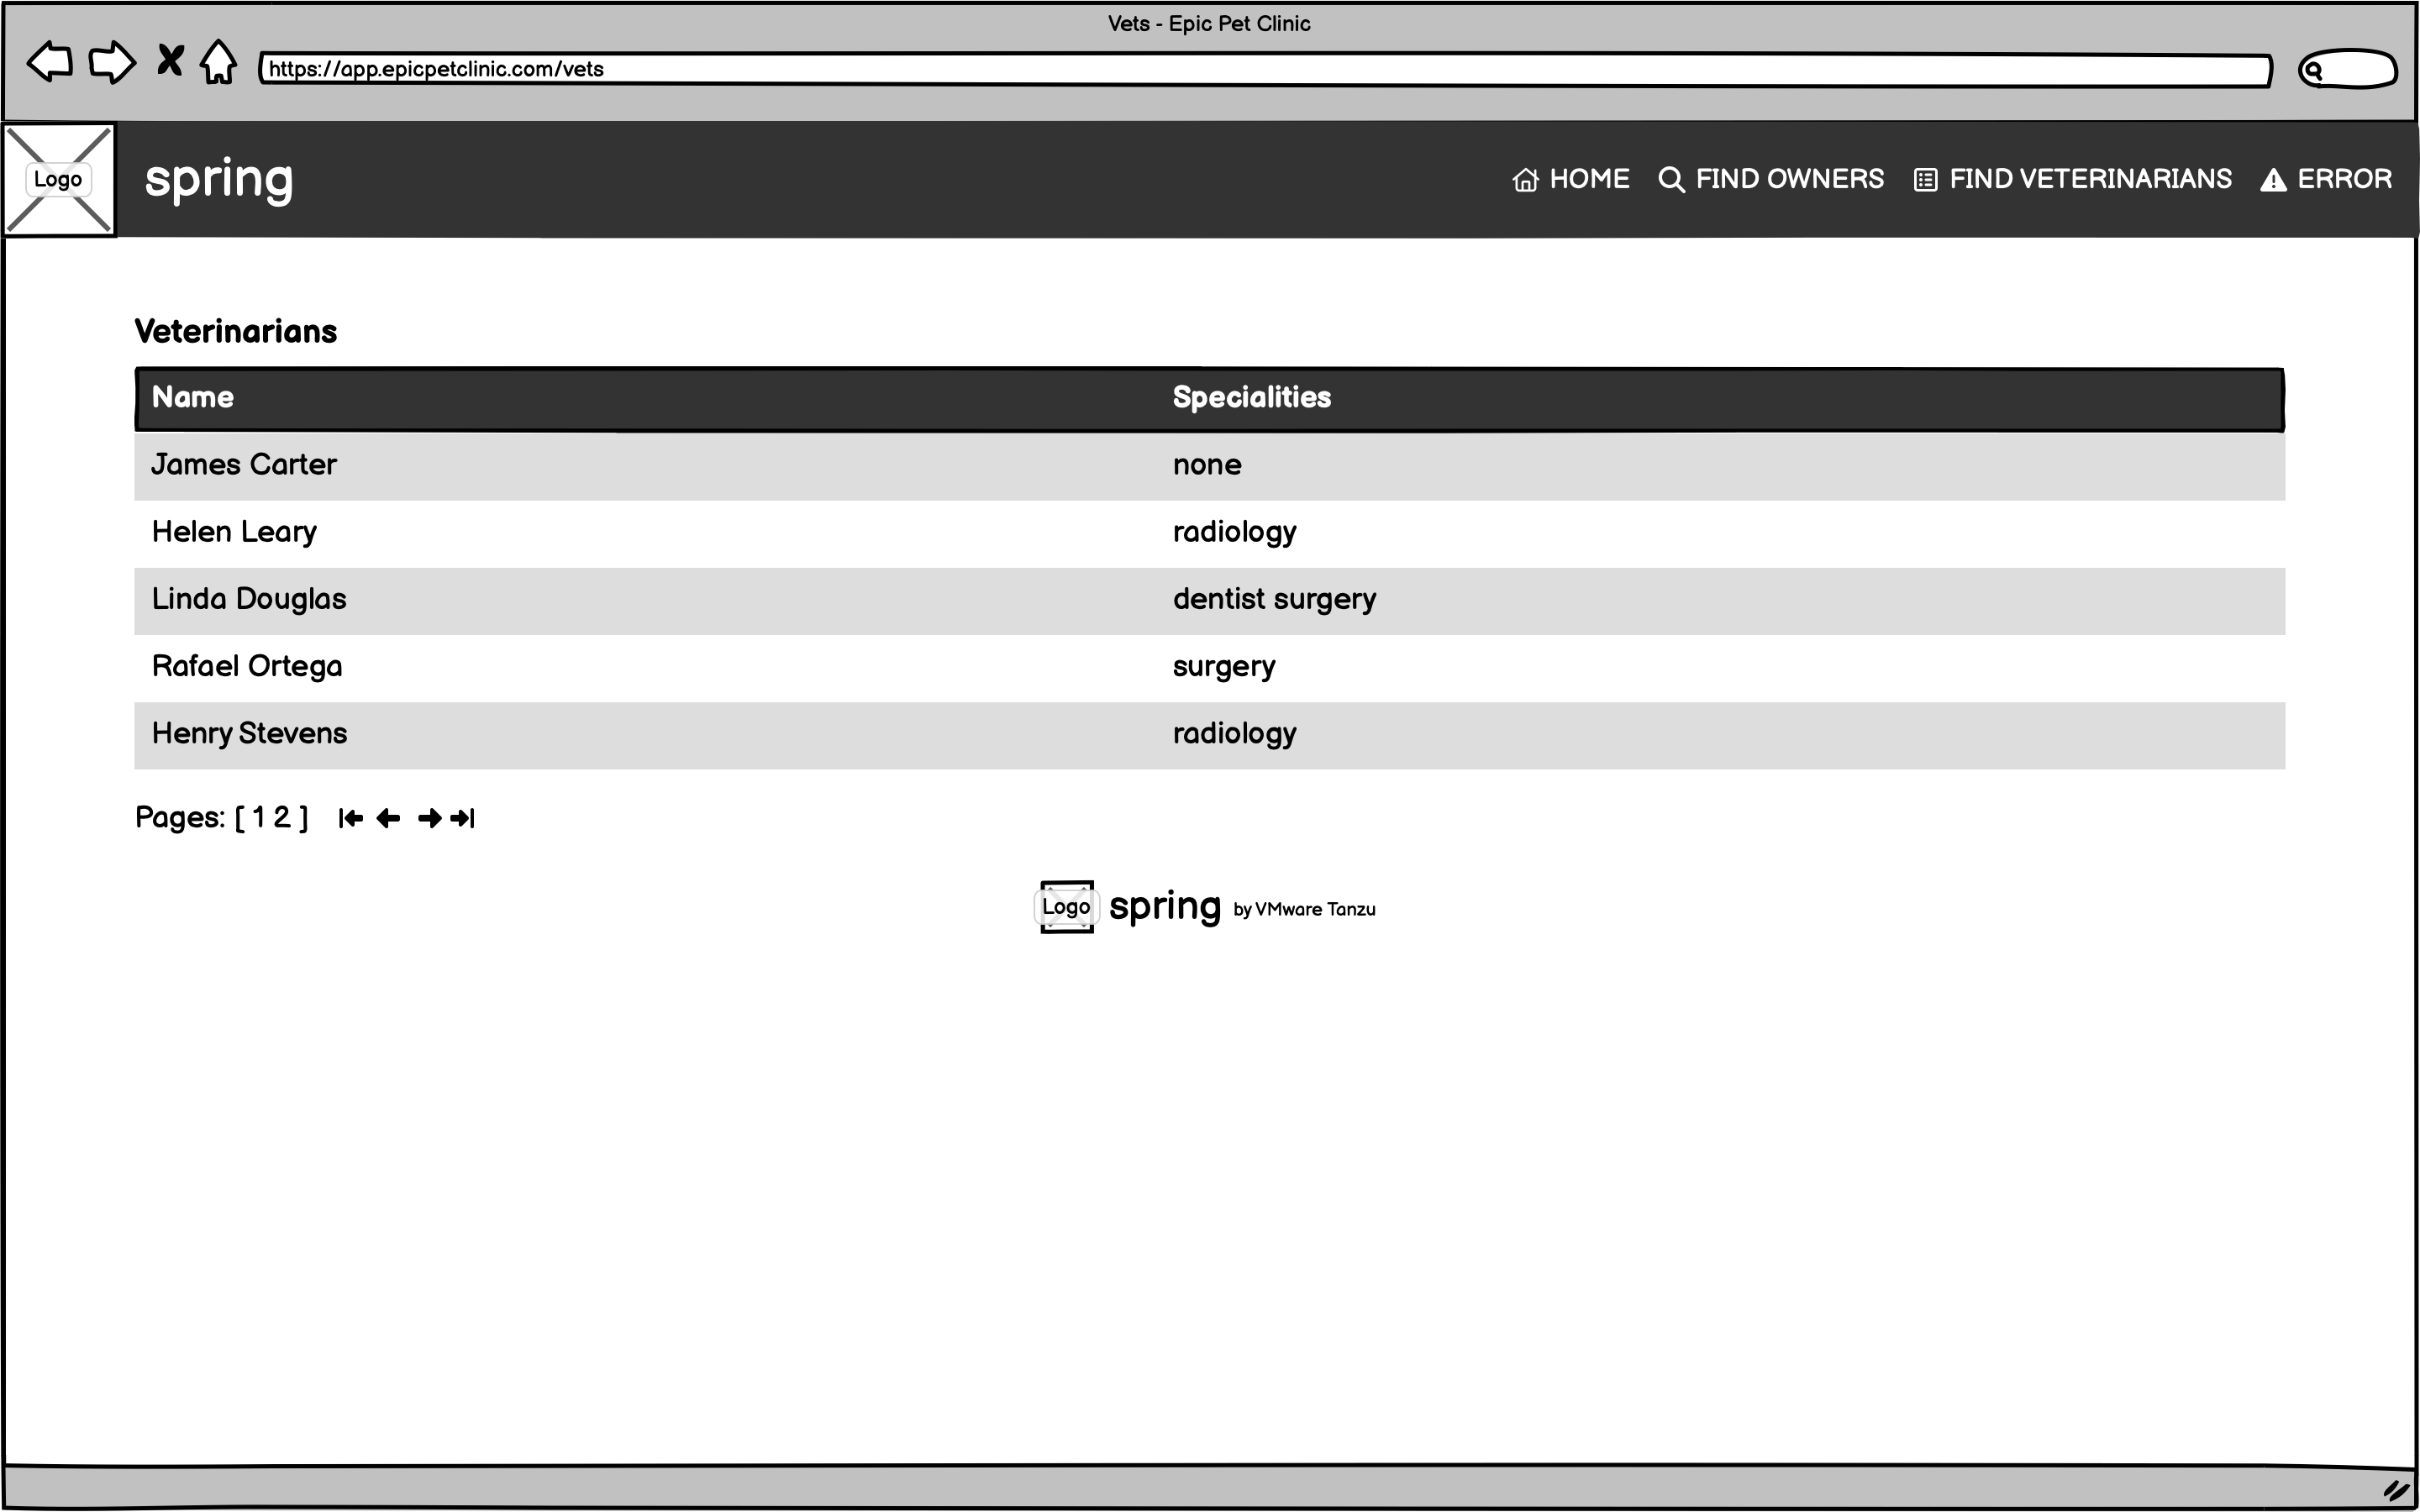 Vets - Epic Pet Clinic
https://app.epicpetclinic.com/vets
Logo spring HOME FIND OWNERS FIND VETERINARIANS ERROR
Veterinarians
Name Specialities
James Carter none
Helen Leary radiology
Linda Douglas dentist surgery
Rafael Ortega surgery
Henry Stevens radiology
Pages: [ 1 2 ]
Logo spring by VMware Tanzu